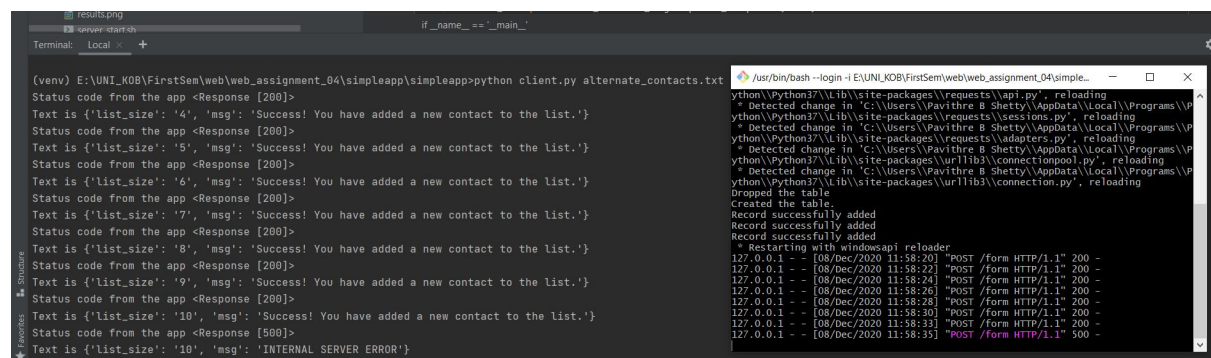 results.png
server_start.sh
if __name__ == '__main__'
Terminal: Local × +
(venv) E:\UNI_KOB\FirstSem\web\web_assignment_04\simpleapp\simpleapp>python client.py alternate_contacts.txt
Status code from the app <Response [200]>
Text is {'list_size': '4', 'msg': 'Success! You have added a new contact to the list.'}
Status code from the app <Response [200]>
Text is {'list_size': '5', 'msg': 'Success! You have added a new contact to the list.'}
Status code from the app <Response [200]>
Text is {'list_size': '6', 'msg': 'Success! You have added a new contact to the list.'}
Status code from the app <Response [200]>
Text is {'list_size': '7', 'msg': 'Success! You have added a new contact to the list.'}
Status code from the app <Response [200]>
Text is {'list_size': '8', 'msg': 'Success! You have added a new contact to the list.'}
Status code from the app <Response [200]>
Text is {'list_size': '9', 'msg': 'Success! You have added a new contact to the list.'}
Status code from the app <Response [200]>
Text is {'list_size': '10', 'msg': 'Success! You have added a new contact to the list.'}
Status code from the app <Response [500]>
Text is {'list_size': '10', 'msg': 'INTERNAL SERVER ERROR'}
Structure
Favorites
/usr/bin/bash --login -i E:\UNI_KOB\FirstSem\web\web_assignment_04\simple...
ython\\Python37\\Lib\\site-packages\\requests\\api.py', reloading
* Detected change in 'C:\\Users\\Pavithre B Shetty\\AppData\\Local\\Programs\\P
ython\\Python37\\Lib\\site-packages\\requests\\sessions.py', reloading
* Detected change in 'C:\\Users\\Pavithre B Shetty\\AppData\\Local\\Programs\\P
ython\\Python37\\Lib\\site-packages\\requests\\adapters.py', reloading
* Detected change in 'C:\\Users\\Pavithre B Shetty\\AppData\\Local\\Programs\\P
ython\\Python37\\Lib\\site-packages\\urllib3\\connectionpool.py', reloading
* Detected change in 'C:\\Users\\Pavithre B Shetty\\AppData\\Local\\Programs\\P
ython\\Python37\\Lib\\site-packages\\urllib3\\connection.py', reloading
Dropped the table
Created the table.
Record successfully added
Record successfully added
Record successfully added
* Restarting with windowsapi reloader
127.0.0.1 - - [08/Dec/2020 11:58:20] "POST /form HTTP/1.1" 200 -
127.0.0.1 - - [08/Dec/2020 11:58:22] "POST /form HTTP/1.1" 200 -
127.0.0.1 - - [08/Dec/2020 11:58:24] "POST /form HTTP/1.1" 200 -
127.0.0.1 - - [08/Dec/2020 11:58:26] "POST /form HTTP/1.1" 200 -
127.0.0.1 - - [08/Dec/2020 11:58:28] "POST /form HTTP/1.1" 200 -
127.0.0.1 - - [08/Dec/2020 11:58:30] "POST /form HTTP/1.1" 200 -
127.0.0.1 - - [08/Dec/2020 11:58:33] "POST /form HTTP/1.1" 200 -
127.0.0.1 - - [08/Dec/2020 11:58:35] "POST /form HTTP/1.1" 500 -